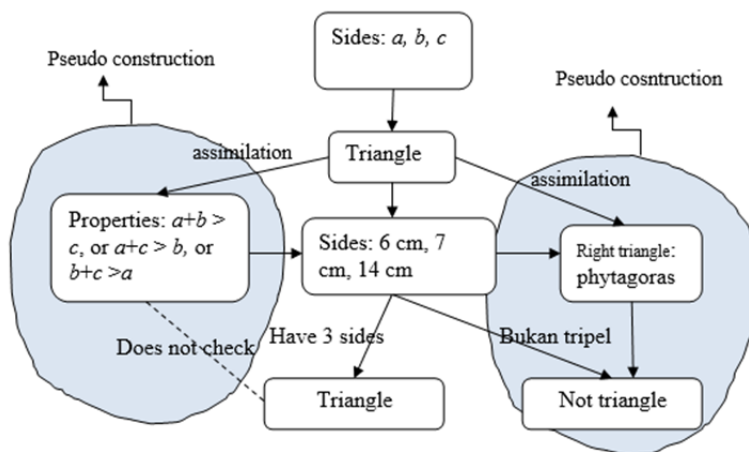 Sides: a, b, c
Pseudo construction
Pseudo cosntruction
assimilation
Triangle
assimilation
Properties: a+b >
c, or a+c > b, or
b+c >a
Sides: 6 cm, 7
cm, 14 cm
Right triangle:
phytagoras
Does not check
Have 3 sides
Bukan tripel
Triangle
Not triangle